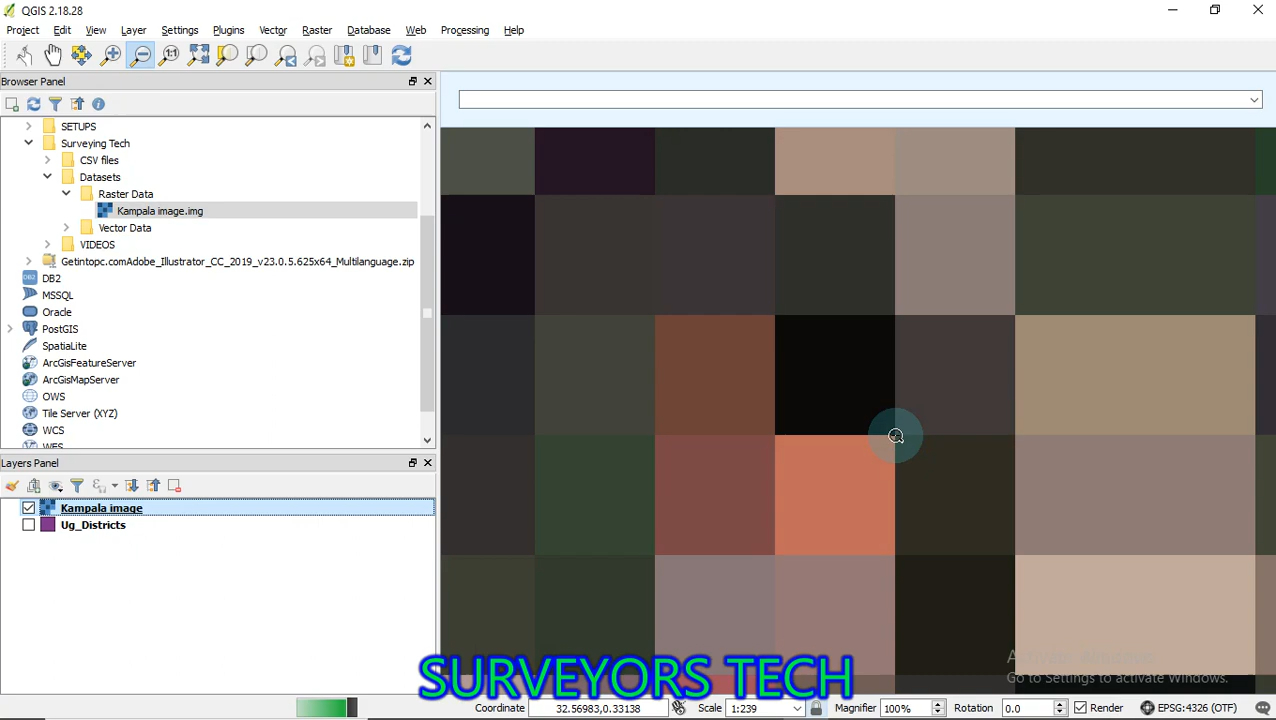 QGIS 2.18.28
Project Edit View Layer Settings Plugins Vector Raster Database Web Processing Help
Browser Panel
SETUPS
Surveying Tech
CSV files
Datasets
Raster Data
Kampala image.img
Vector Data
VIDEOS
Getintopc.comAdobe_Illustrator_CC_2019_v23.0.5.625x64_Multilanguage.zip
DB2
MSSQL
Oracle
PostGIS
SpatiaLite
ArcGisFeatureServer
ArcGisMapServer
OWS
Tile Server (XYZ)
WCS
WFS
Layers Panel
Kampala image
Ug_Districts
SURVEYORS TECH
Activate Windows
Go to Settings to activate Windows.
Coordinate 32.56983,0.33138 Scale 1:239 Magnifier 100% Rotation 0.0 Render EPSG:4326 (OTF)